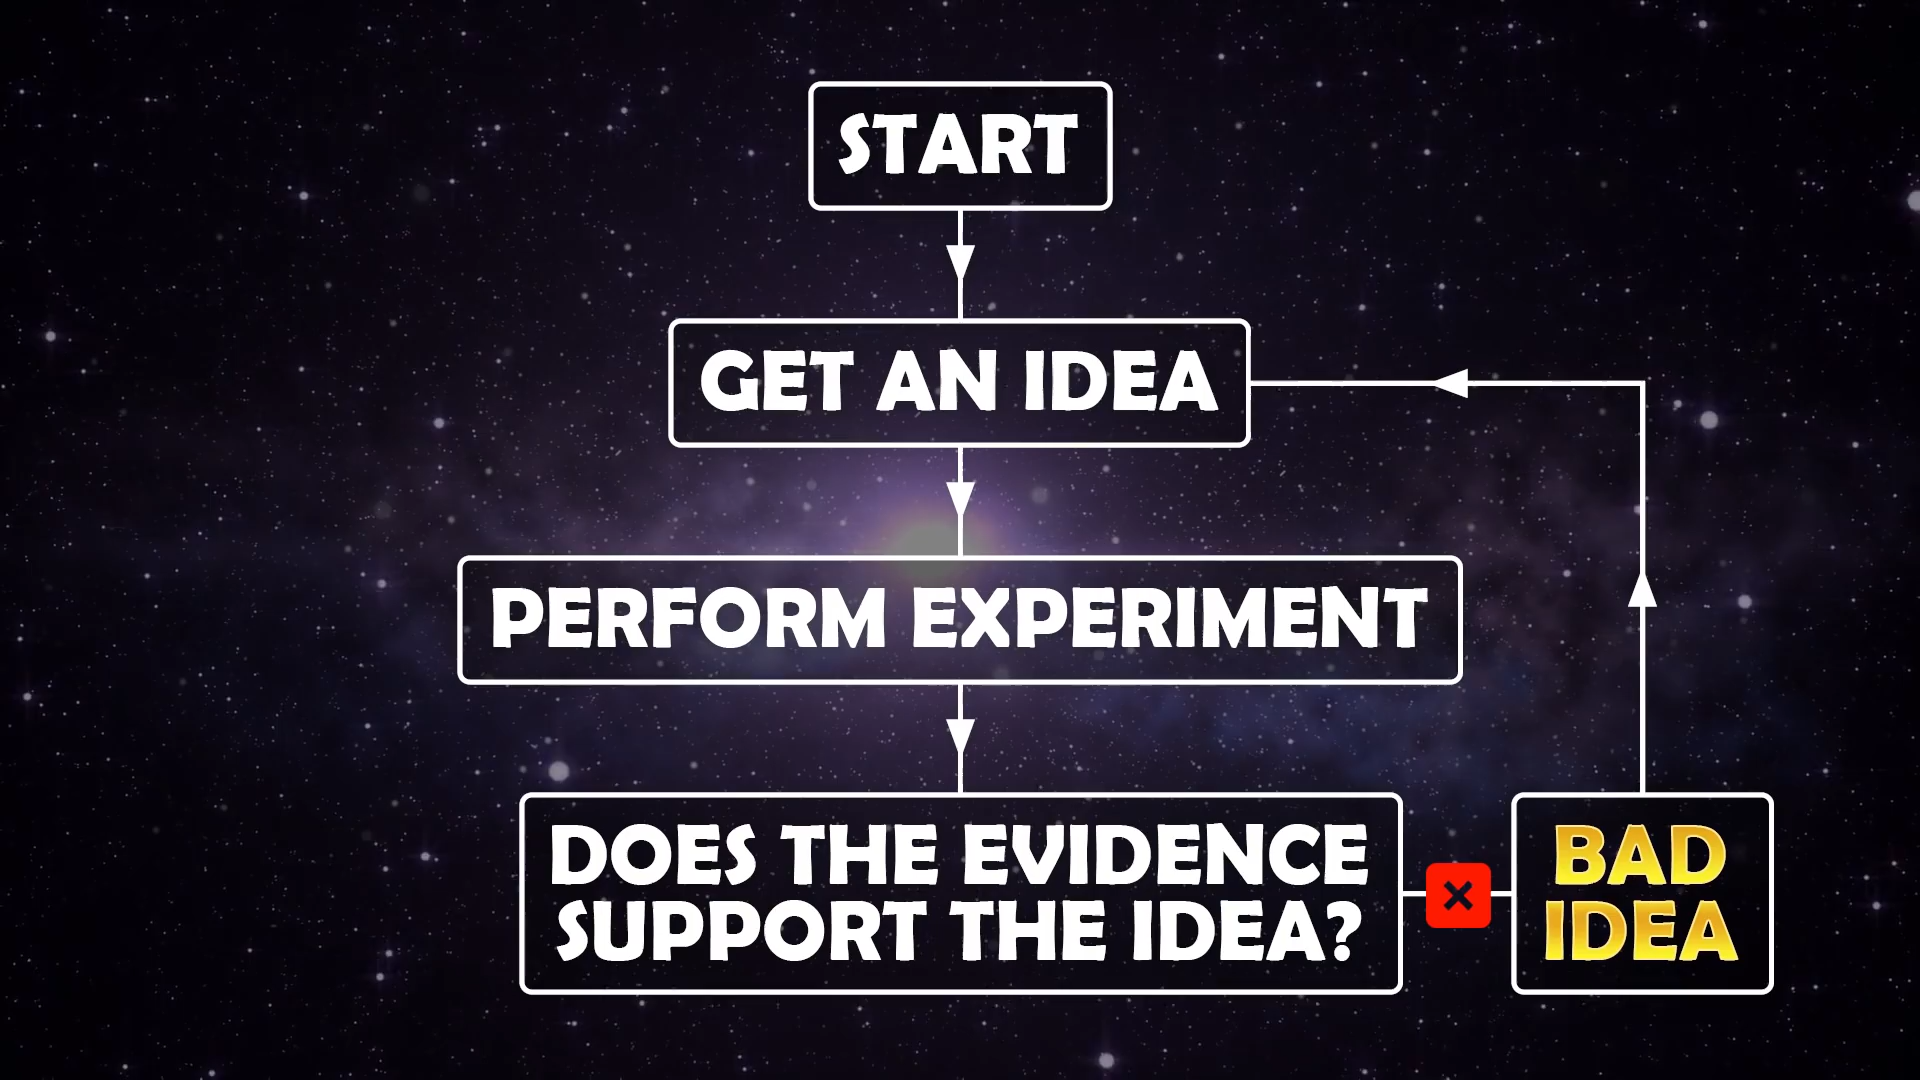 START
GET AN IDEA
PERFORM EXPERIMENT
DOES THE EVIDENCE
SUPPORT THE IDEA?
BAD
IDEA